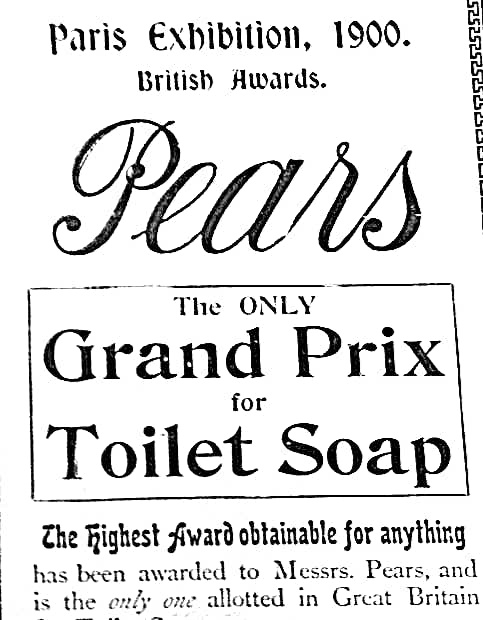 Paris Exhibition, 1900.
British Awards.
Pears
The ONLY
Grand Prix
for
Toilet Soap
The Highest Award obtainable for anything
has been awarded to Messrs. Pears, and
is the only one allotted in Great Britain